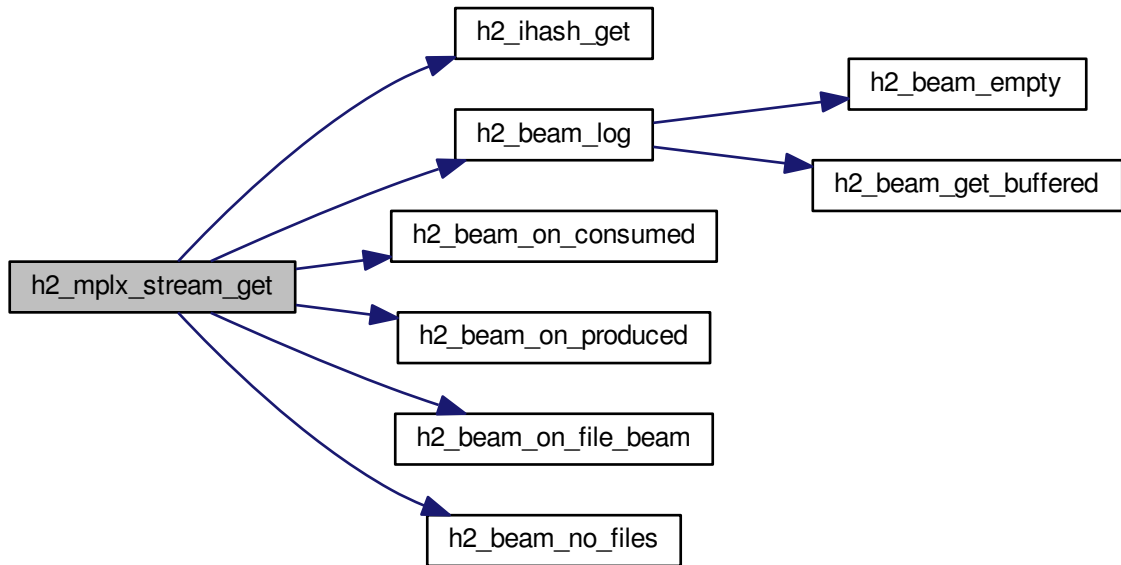 h2_ihash_get
h2_beam_empty
h2_beam_log
h2_beam_get_buffered
h2_beam_on_consumed
h2_mplx_stream_get
h2_beam_on_produced
h2_beam_on_file_beam
h2_beam_no_files